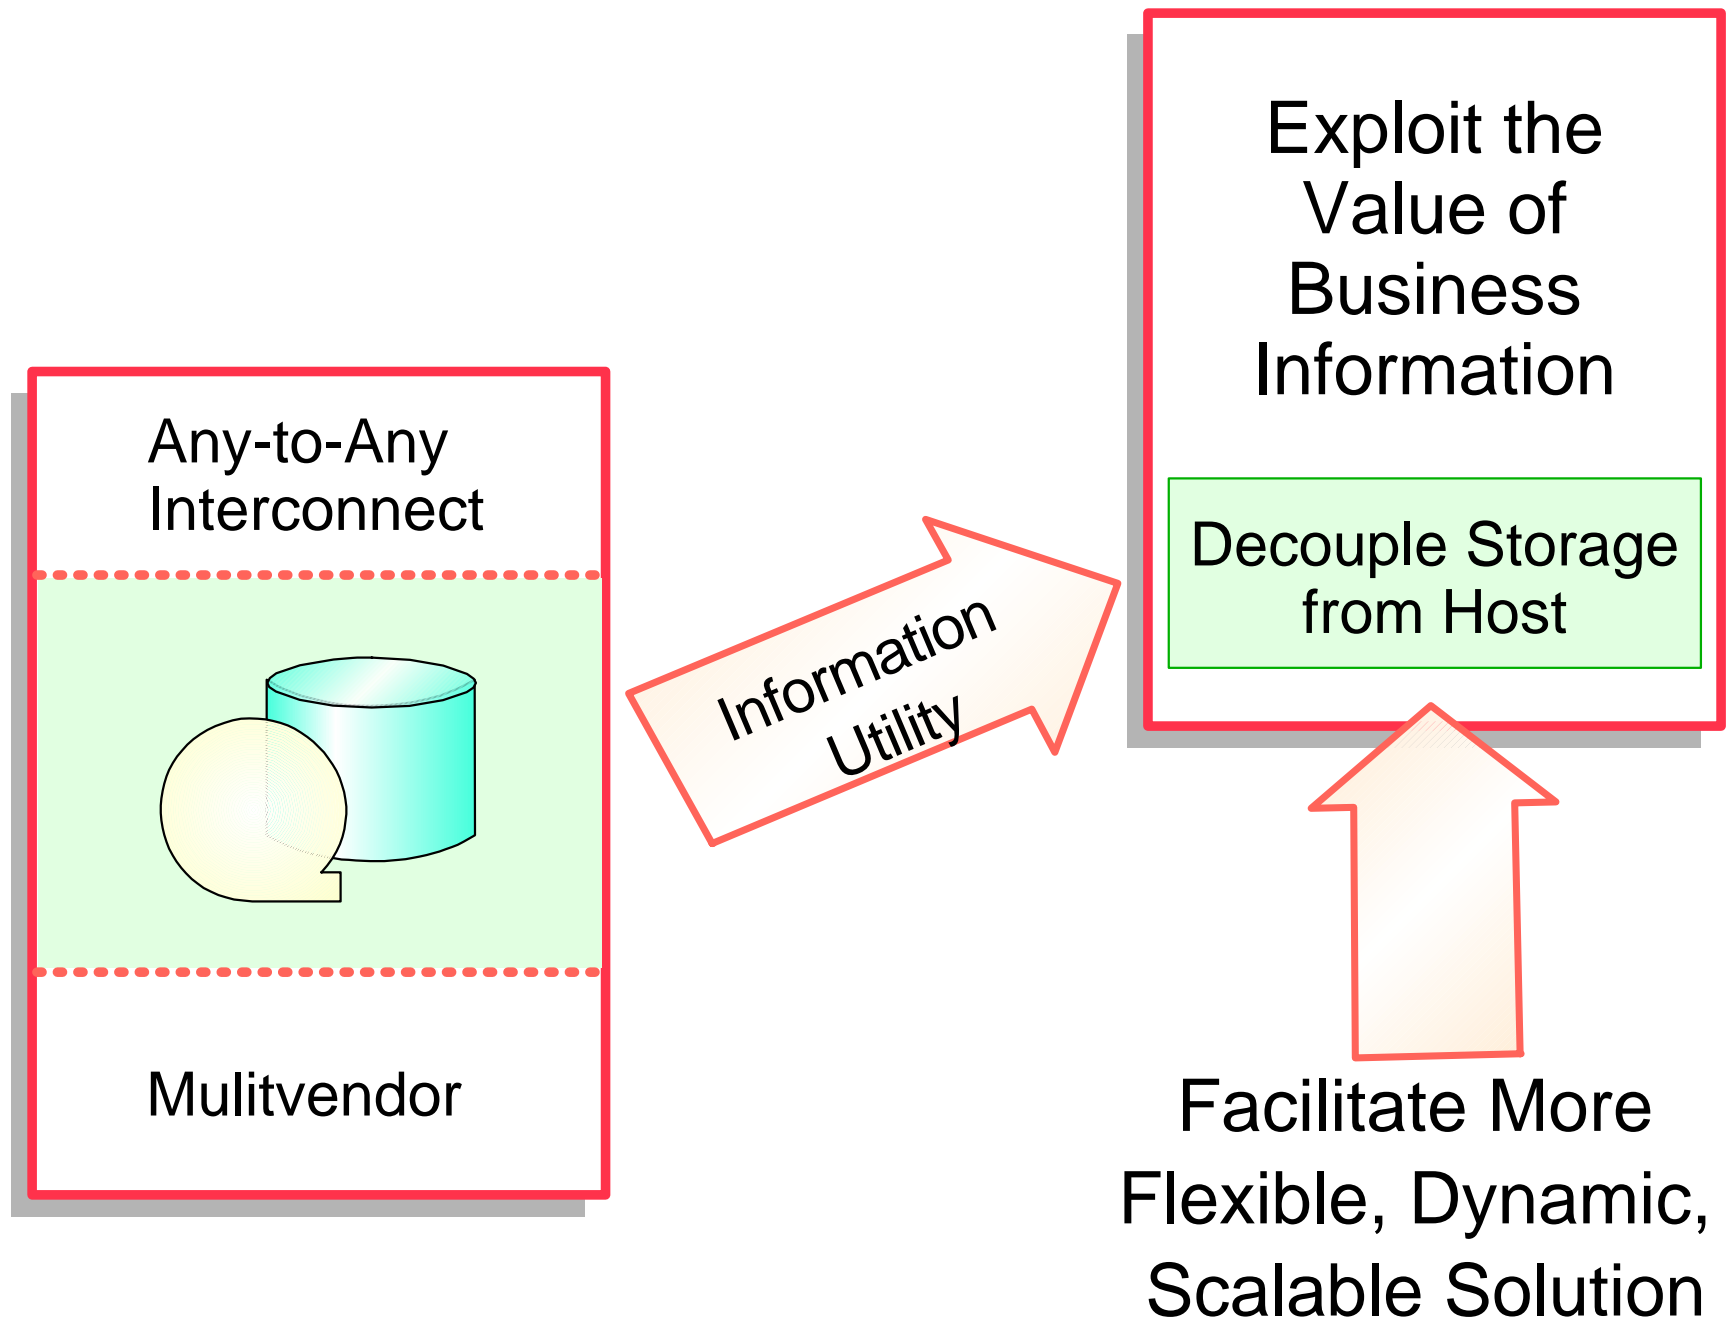 Any-to-Any
Interconnect
Mulitvendor
Information
Utility
Exploit the
Value of
Business
Information
Decouple Storage
from Host
Facilitate More
Flexible, Dynamic,
Scalable Solution